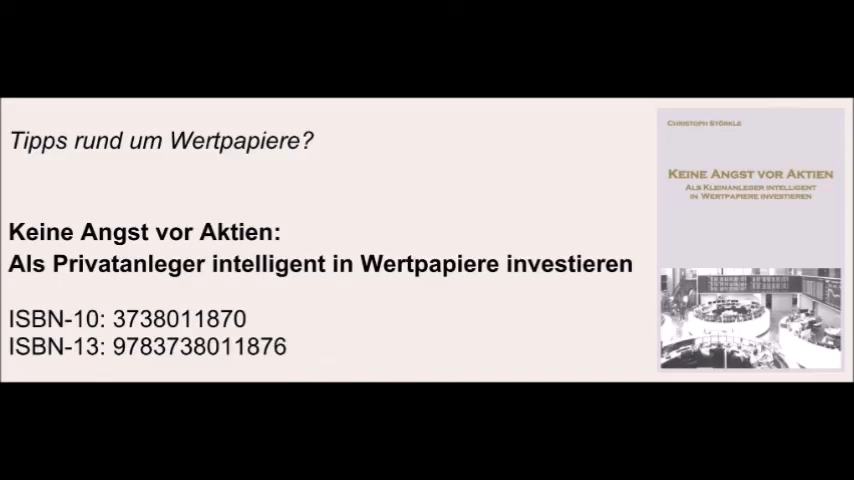 Tipps rund um Wertpapiere?
Keine Angst vor Aktien:
Als Privatanleger intelligent in Wertpapiere investieren
ISBN-10: 3738011870
ISBN-13: 9783738011876
Christoph Störkle
Keine Angst vor Aktien
Als Kleinanleger intelligent
in Wertpapiere investieren